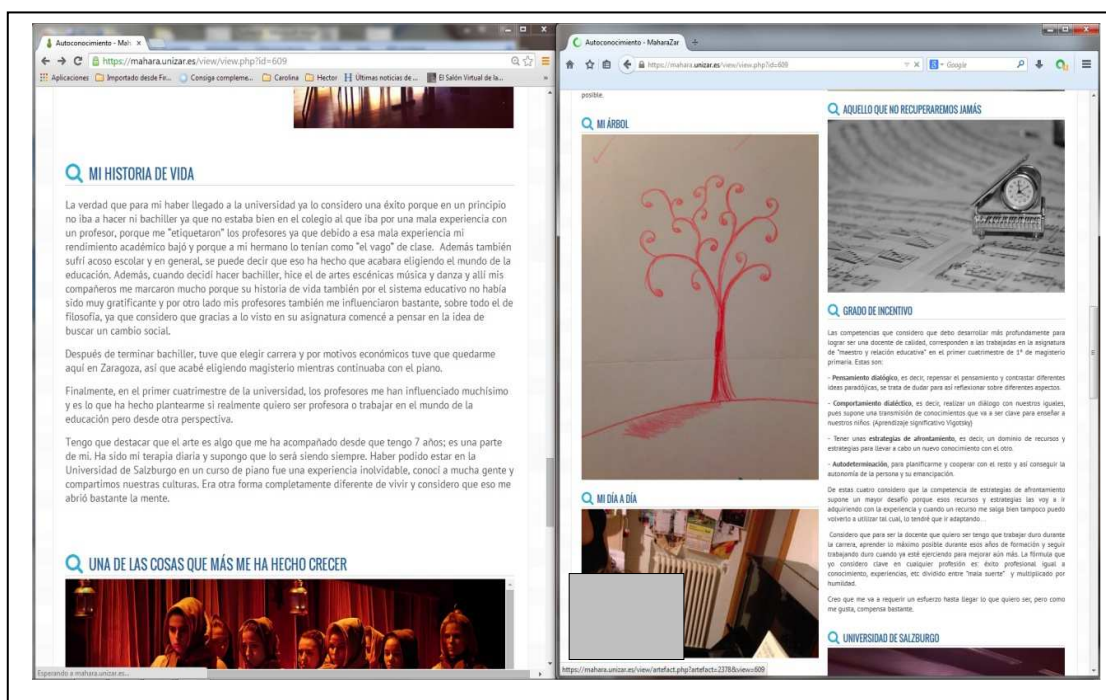 Autoconocimiento - Mah
https://mahara.unizar.es/view/view.php?id=609
Aplicaciones
Importado desde Fir...
Consiga compleme...
Carolina
Hector
Últimas noticias de ...
El Salón Virtual de la...
»
MI HISTORIA DE VIDA
La verdad que para mi haber llegado a la universidad ya lo considero una éxito porque en un principio
no iba a hacer ni bachiller ya que no estaba bien en el colegio al que iba por una mala experiencia con
un profesor, porque me "etiquetaron" los profesores ya que debido a esa mala experiencia mi
rendimiento académico bajó y porque a mi hermano lo tenían como "el vago" de clase. Además también
sufrí acoso escolar y en general, se puede decir que eso ha hecho que acabara eligiendo el mundo de la
educación. Además, cuando decidí hacer bachiller, hice el de artes escénicas música y danza y allí mis
compañeros me marcaron mucho porque su historia de vida también por el sistema educativo no había
sido muy gratificante y por otro lado mis profesores también me influenciaron bastante, sobre todo el de
filosofía, ya que considero que gracias a lo visto en su asignatura comencé a pensar en la idea de
buscar un cambio social.
Después de terminar bachiller, tuve que elegir carrera y por motivos económicos tuve que quedarme
aquí en Zaragoza, así que acabé eligiendo magisterio mientras continuaba con el piano.
Finalmente, en el primer cuatrimestre de la universidad, los profesores me han influenciado muchísimo
y es lo que ha hecho plantearme si realmente quiero ser profesora o trabajar en el mundo de la
educación pero desde otra perspectiva.
Tengo que destacar que el arte es algo que me ha acompañado desde que tengo 7 años; es una parte
de mi. Ha sido mi terapia diaria y supongo que lo será siendo siempre. Haber podido estar en la
Universidad de Salzburgo en un curso de piano fue una experiencia inolvidable, conocí a mucha gente y
compartimos nuestras culturas. Era otra forma completamente diferente de vivir y considero que eso me
abrió bastante la mente.
UNA DE LAS COSAS QUE MÁS ME HA HECHO CRECER
Esperando a mahara.unizar.es...
Autoconocimiento - MaharaZar
https://mahara.unizar.es/view/view.php?id=609
Google
posible.
MI ÁRBOL
MI DÍA A DÍA
https://mahara.unizar.es/view/artefact.php?artefact=2378&view=609
AQUELLO QUE NO RECUPERAREMOS JAMÁS
GRADO DE INCENTIVO
Las competencias que considero que debo desarrollar más profundamente para
lograr ser una docente de calidad, corresponden a las trabajadas en la asignatura
de "maestro y relación educativa" en el primer cuatrimestre de 1º de magisterio
primaria. Estas son:
- Pensamiento dialógico, es decir, repensar el pensamiento y contrastar diferentes
ideas paradójicas, se trata de dudar para así reflexionar sobre diferentes aspectos.
- Comportamiento dialéctico, es decir, realizar un diálogo con nuestros iguales,
pues supone una transmisión de conocimientos que va a ser clave para enseñar a
nuestros niños. (Aprendizaje significativo Vigotsky)
- Tener unas estrategias de afrontamiento, es decir, un dominio de recursos y
estrategias para llevar a cabo un nuevo conocimiento con el otro.
- Autodeterminación, para planificarme y cooperar con el resto y así conseguir la
autonomía de la persona y su emancipación.
De estas cuatro considero que la competencia de estrategias de afrontamiento
supone un mayor desafío porque esos recursos y estrategias las voy a ir
adquiriendo con la experiencia y cuando un recurso me salga bien tampoco puedo
volverlo a utilizar tal cual, lo tendré que ir adaptando...
Considero que para ser la docente que quiero ser tengo que trabajar duro durante
la carrera, aprender lo máximo posible durante esos años de formación y seguir
trabajando duro cuando ya esté ejerciendo para mejorar aún más. La fórmula que
yo considero clave en cualquier profesión es: éxito profesional igual a
conocimiento, experiencias, etc dividido entre "mala suerte" y multiplicado por
humildad.
Creo que me va a requerir un esfuerzo hasta llegar lo que quiero ser, pero como
me gusta, compensa bastante.
UNIVERSIDAD DE SALZBURGO